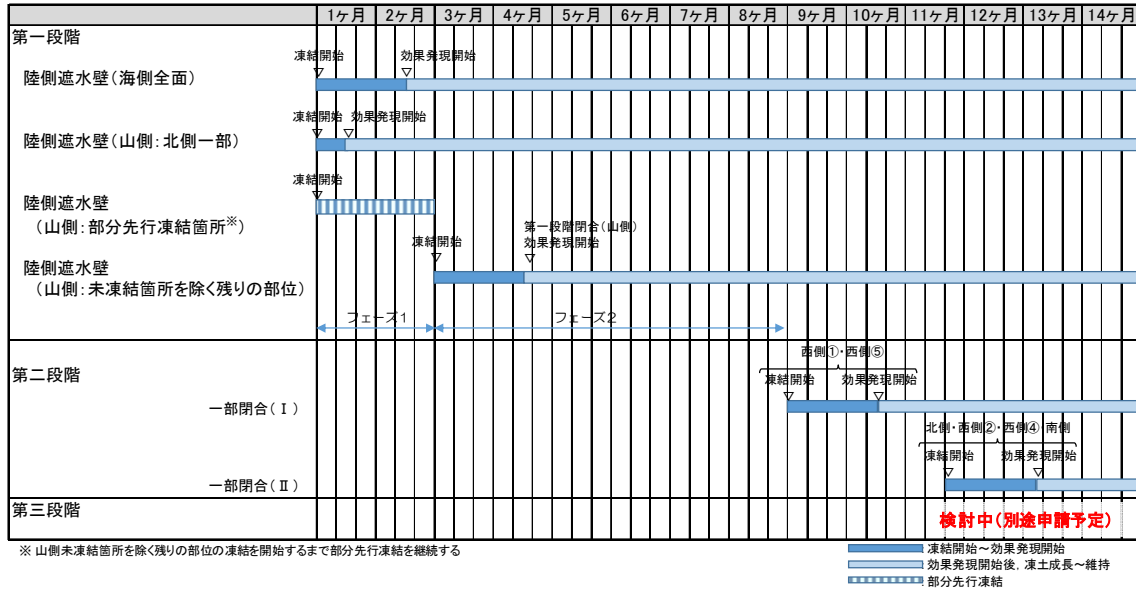 1ヶ月 2ヶ月 3ヶ月 4ヶ月 5ヶ月 6ヶ月 7ヶ月 8ヶ月 9ヶ月 10ヶ月 11ヶ月 12ヶ月 13ヶ月 14ヶ月
第一段階
凍結開始 効果発現開始
陸側遮水壁(海側全面)
凍結開始 効果発現開始
陸側遮水壁(山側:北側一部)
凍結開始
陸側遮水壁
(山側:部分先行凍結箇所※)
第一段階閉合(山側)
凍結開始 効果発現開始
陸側遮水壁
(山側:未凍結箇所を除く残りの部位)
フェーズ1 フェーズ2
西側①・西側⑤
第二段階
凍結開始 効果発現開始
一部閉合(Ⅰ)
北側・西側②・西側④・南側
凍結開始 効果発現開始
一部閉合(Ⅱ)
第三段階
検討中(別途申請予定)
※ 山側未凍結箇所を除く残りの部位の凍結を開始するまで部分先行凍結を継続する
凍結開始~効果発現開始
効果発現開始後,凍土成長~維持
部分先行凍結